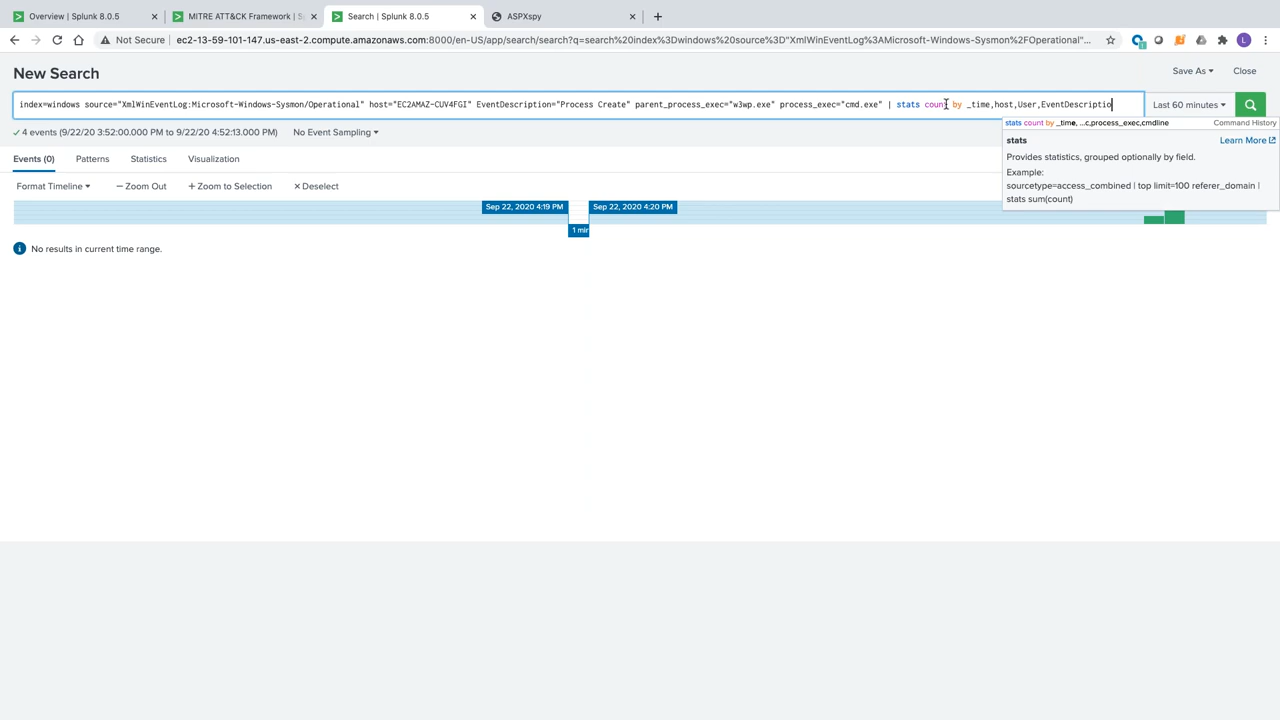 Overview | Splunk 8.0.5
MITRE ATT&CK Framework | S
Search | Splunk 8.0.5
ASPXspy
Not Secure
ec2-13-59-101-147.us-east-2.compute.amazonaws.com:8000/en-US/app/search/search?q=search%20index%3Dwindows%20source%3D"XmlWinEventLog%3AMicrosoft-Windows-Sysmon%2FOperational"...
L
New Search
Save As
Close
index=windows source="XmlWinEventLog:Microsoft-Windows-Sysmon/Operational" host="EC2AMAZ-CUV4FGI" EventDescription="Process Create" parent_process_exec="w3wp.exe" process_exec="cmd.exe" | stats count by _time,host,User,EventDescriptio
Last 60 minutes
stats count by _time, ...c,process_exec,cmdline
Command History
4 events (9/22/20 3:52:00.000 PM to 9/22/20 4:52:13.000 PM)
No Event Sampling
stats
Learn More
Provides statistics, grouped optionally by field.
Example:
sourcetype=access_combined | top limit=100 referer_domain |
stats sum(count)
Events (0)
Patterns
Statistics
Visualization
Format Timeline
− Zoom Out
+ Zoom to Selection
× Deselect
Sep 22, 2020 4:19 PM
Sep 22, 2020 4:20 PM
1 min
No results in current time range.